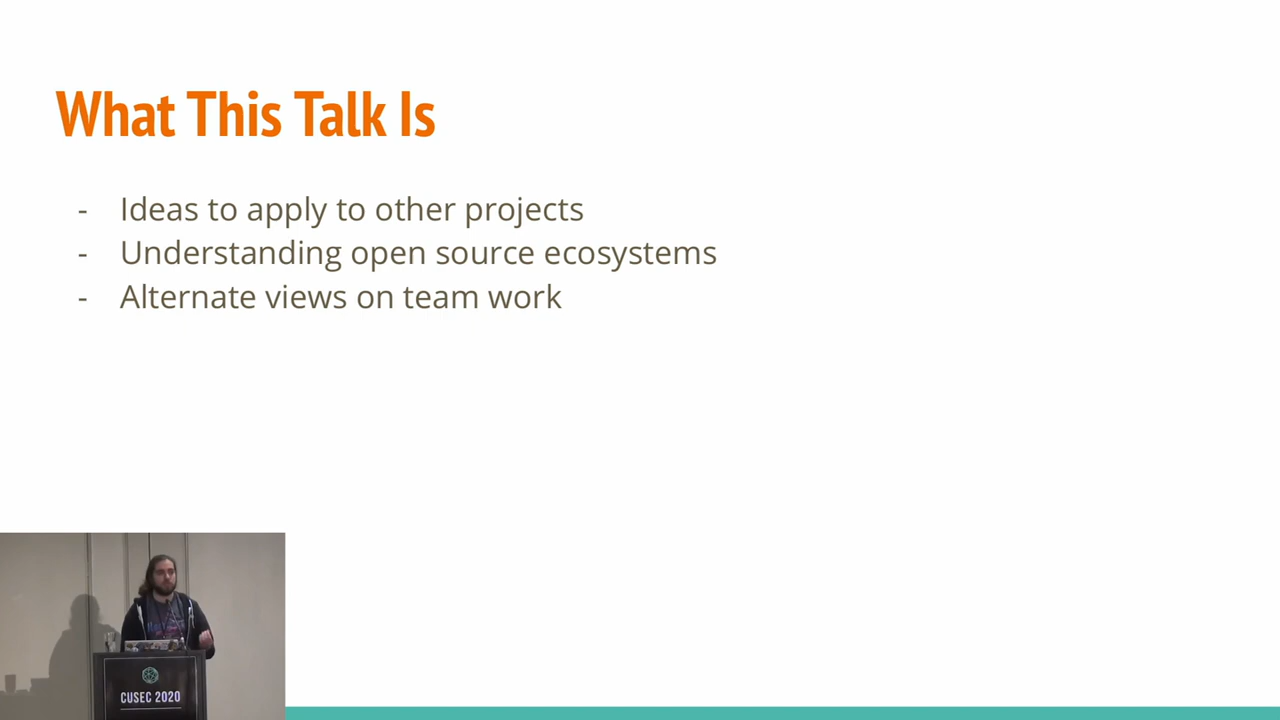 What This Talk Is
- Ideas to apply to other projects
- Understanding open source ecosystems
- Alternate views on team work
CUSEC 2020